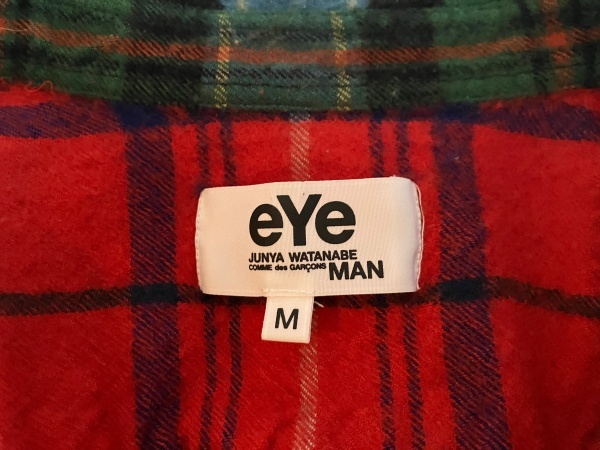 eYe
JUNYA WATANABE
COMME des GARÇONS MAN
M